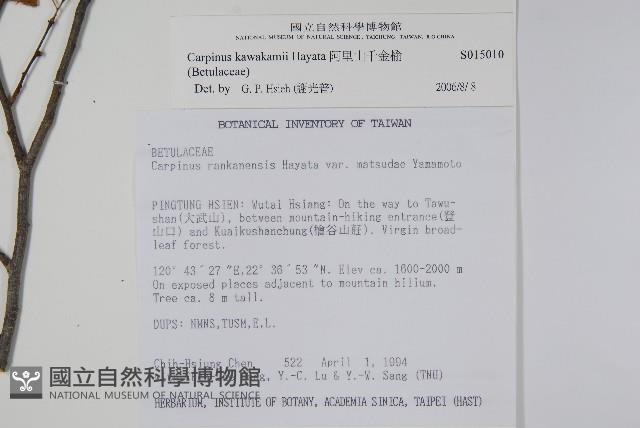 國立自然科學博物館
NATIONAL MUSEUM OF NATURAL SCIENCE, TAICHUNG, TAIWAN, R.O.CHINA
Carpinus kawakamii Hayata 阿里山千金榆 S015010
(Betulaceae)
Det. by G. P. Hsieh (謝光普) 2006/8/ 8
BOTANICAL INVENTORY OF TAIWAN
BETULACEAE
Carpinus rankanensis Hayata var. matsudae Yamamoto
PINGTUNG HSIEN: Wutai Hsiang: On the way to Tawu-
shan(大武山), between mountain-hiking entrance(登
山口) and Kuaikushanchung(檜谷山莊). Virgin broad-
leaf forest.
120° 43´27 ˝E,22° 36´53 ˝N. Elev ca. 1600-2000 m
On exposed places adjacent to mountain hillum.
Tree ca. 8 m tall.
DUPS: NMNS,TUSM,E,L.
Chih-Hsiung Chen 522 April 1, 1994
Y.-C. Lu & Y.-W. Sang (TNU)
HERBARIUM, INSTITUTE OF BOTANY, ACADEMIA SINICA, TAIPEI (HAST)
國立自然科學博物館
NATIONAL MUSEUM OF NATURAL SCIENCE